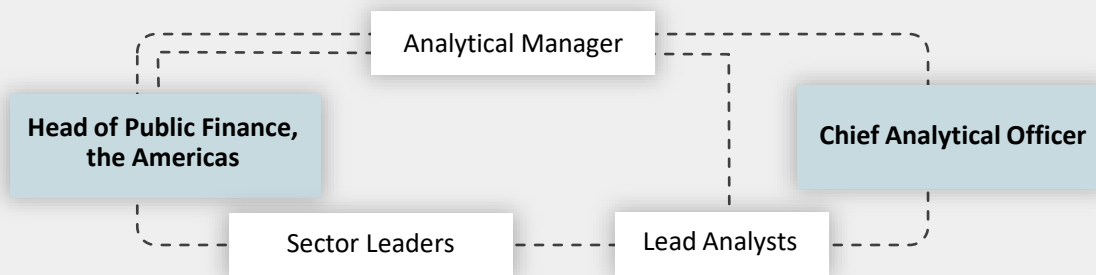 Analytical Manager
Head of Public Finance,
the Americas
Chief Analytical Officer
Sector Leaders
Lead Analysts